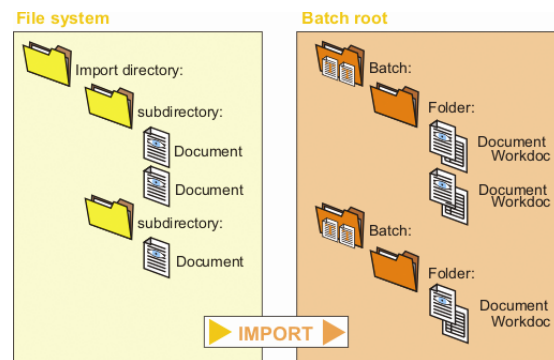 File system
Import directory:
subdirectory:
Document
Document
subdirectory:
Document
Batch root
Batch:
Folder:
Document
Workdoc
Document
Workdoc
Batch:
Folder:
Document
Workdoc
IMPORT